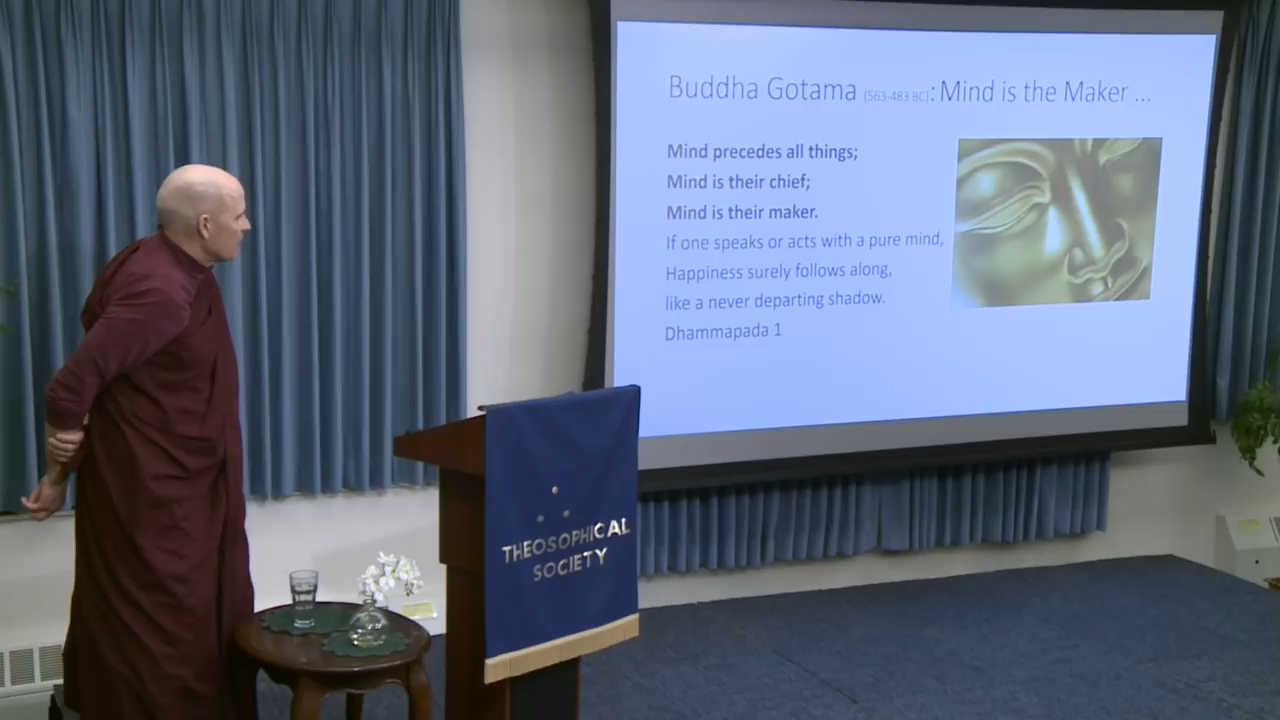 Buddha Gotama (563-483 BC): Mind is the Maker ...
Mind precedes all things;
Mind is their chief;
Mind is their maker.
If one speaks or acts with a pure mind,
Happiness surely follows along,
like a never departing shadow.
Dhammapada 1
THEOSOPHICAL
SOCIETY